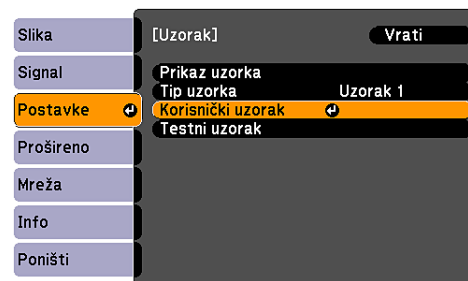 Slika
Signal
Postavke
Prošireno
Mreža
Info
Poništi
[Uzorak] Vrati
Prikaz uzorka
Tip uzorka Uzorak 1
Korisnički uzorak
Testni uzorak